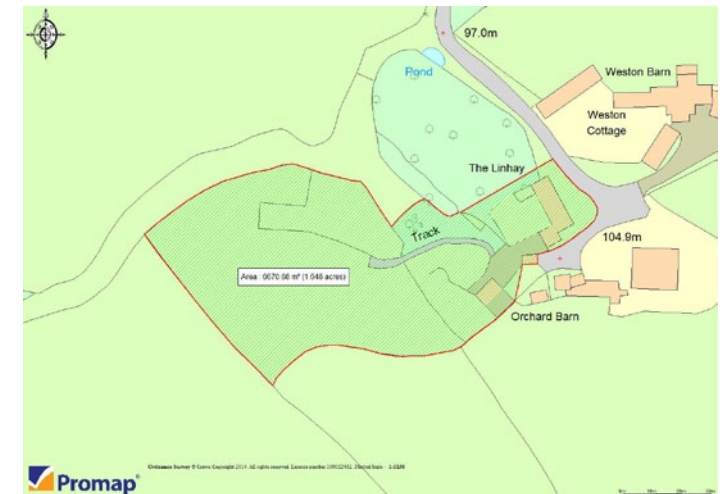 97.0m
Pond
Weston Barn
Weston
Cottage
The Linhay
Track
104.9m
Area : 6670.66 m² (1.648 acres)
Orchard Barn
Promap